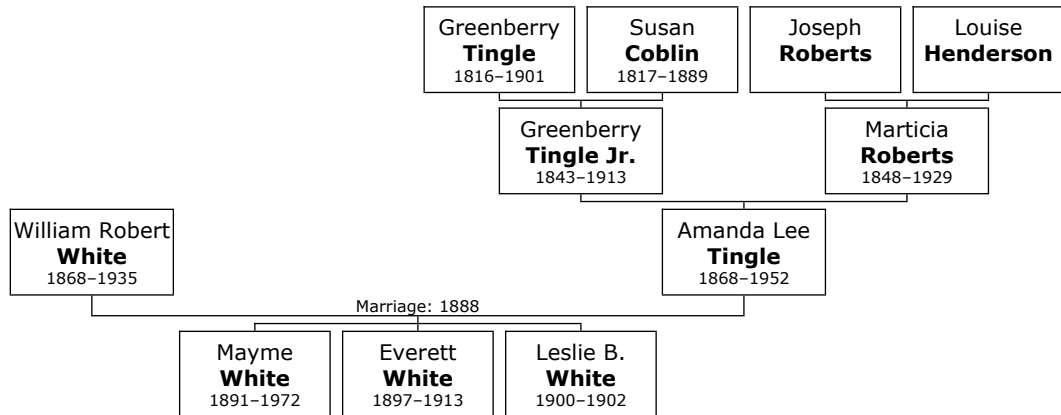 Greenberry
Tingle
1816–1901
Susan
Coblin
1817–1889
Joseph
Roberts
Louise
Henderson
Greenberry
Tingle Jr.
1843–1913
Marticia
Roberts
1848–1929
William Robert
White
1868–1935
Amanda Lee
Tingle
1868–1952
Marriage: 1888
Mayme
White
1891–1972
Everett
White
1897–1913
Leslie B.
White
1900–1902